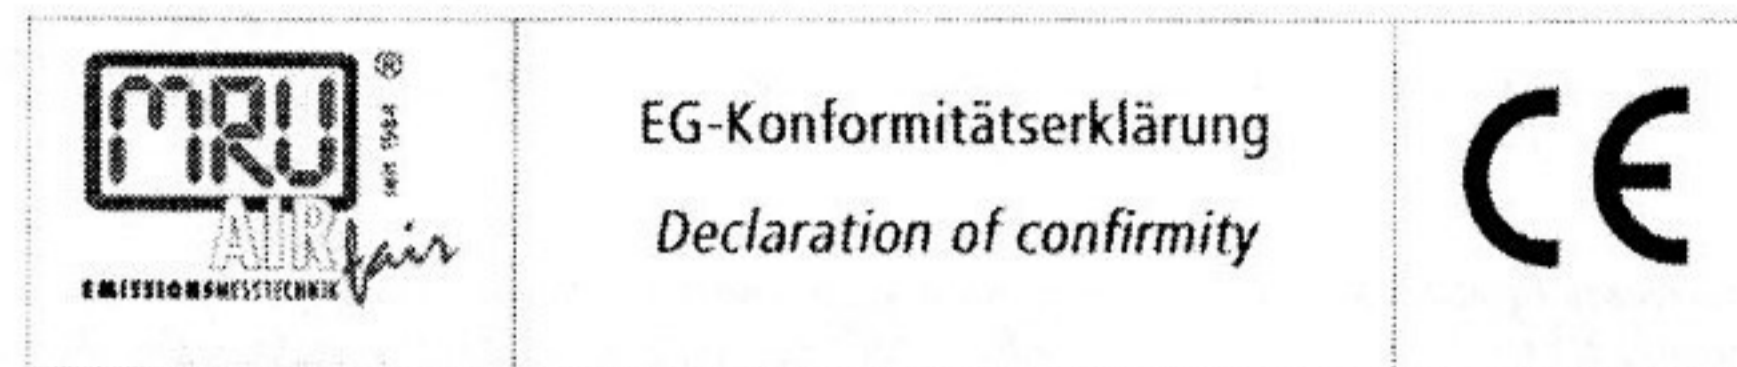 MRU
®
seit 1984
AIR
fair
EMISSIONSMESSTECHNIK
EG-Konformitätserklärung
Declaration of confirmity
CE